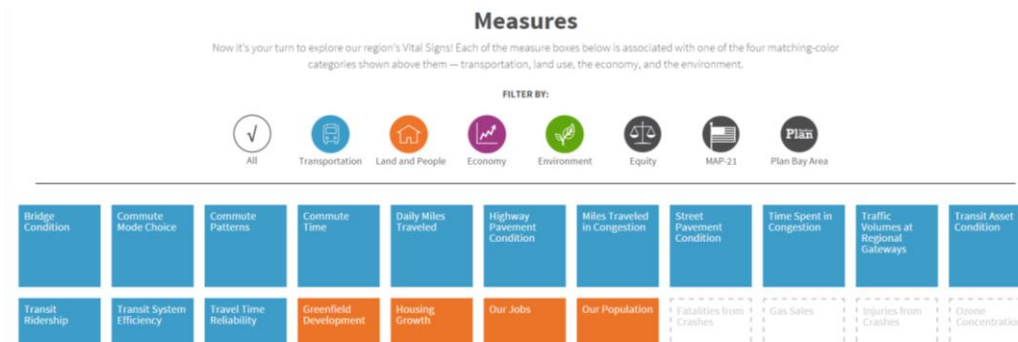 Measures
Now it's your turn to explore our region's Vital Signs! Each of the measure boxes below is associated with one of the four matching-color
categories shown above them — transportation, land use, the economy, and the environment.
FILTER BY:
All
Transportation
Land and People
Economy
Environment
Equity
MAP-21
Plan
Plan Bay Area
Bridge
Condition
Commute
Mode Choice
Commute
Patterns
Commute
Time
Daily Miles
Traveled
Highway
Pavement
Condition
Miles Traveled
in Congestion
Street
Pavement
Condition
Time Spent in
Congestion
Traffic
Volumes at
Regional
Gateways
Transit Asset
Condition
Transit
Ridership
Transit System
Efficiency
Travel Time
Reliability
Greenfield
Development
Housing
Growth
Our Jobs
Our Population
Fatalities from
Crashes
Gas Sales
Injuries from
Crashes
Ozone
Concentration